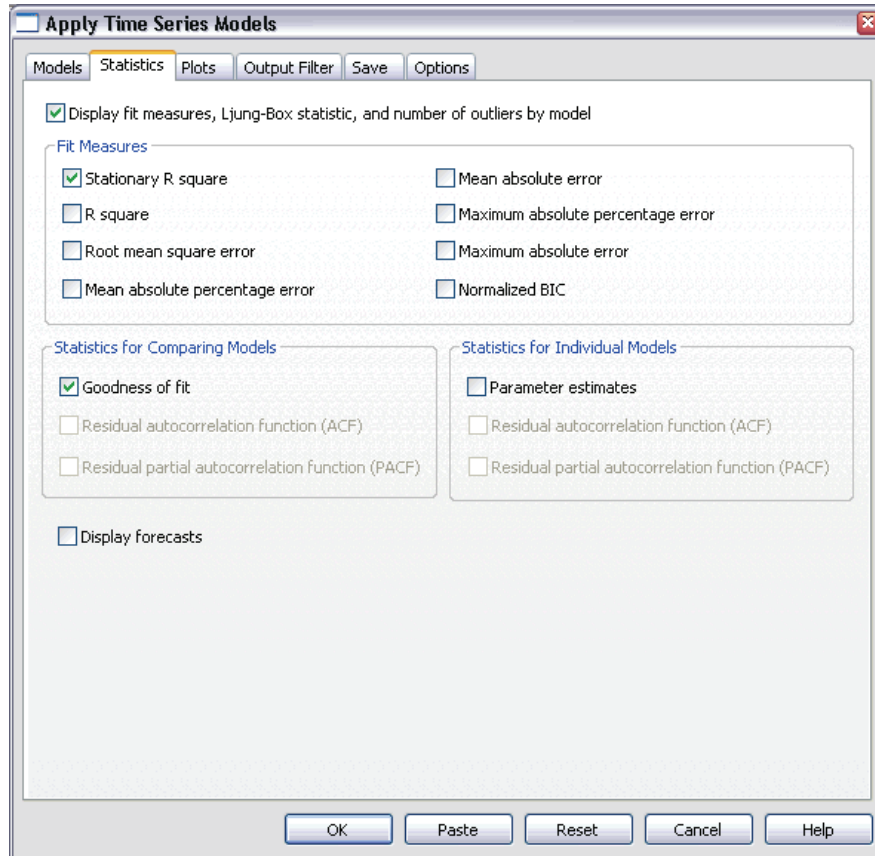 Apply Time Series Models
Models Statistics Plots Output Filter Save Options
Display fit measures, Ljung-Box statistic, and number of outliers by model
Fit Measures
Stationary R square
R square
Root mean square error
Mean absolute percentage error
Mean absolute error
Maximum absolute percentage error
Maximum absolute error
Normalized BIC
Statistics for Comparing Models
Goodness of fit
Residual autocorrelation function (ACF)
Residual partial autocorrelation function (PACF)
Statistics for Individual Models
Parameter estimates
Residual autocorrelation function (ACF)
Residual partial autocorrelation function (PACF)
Display forecasts
OK Paste Reset Cancel Help